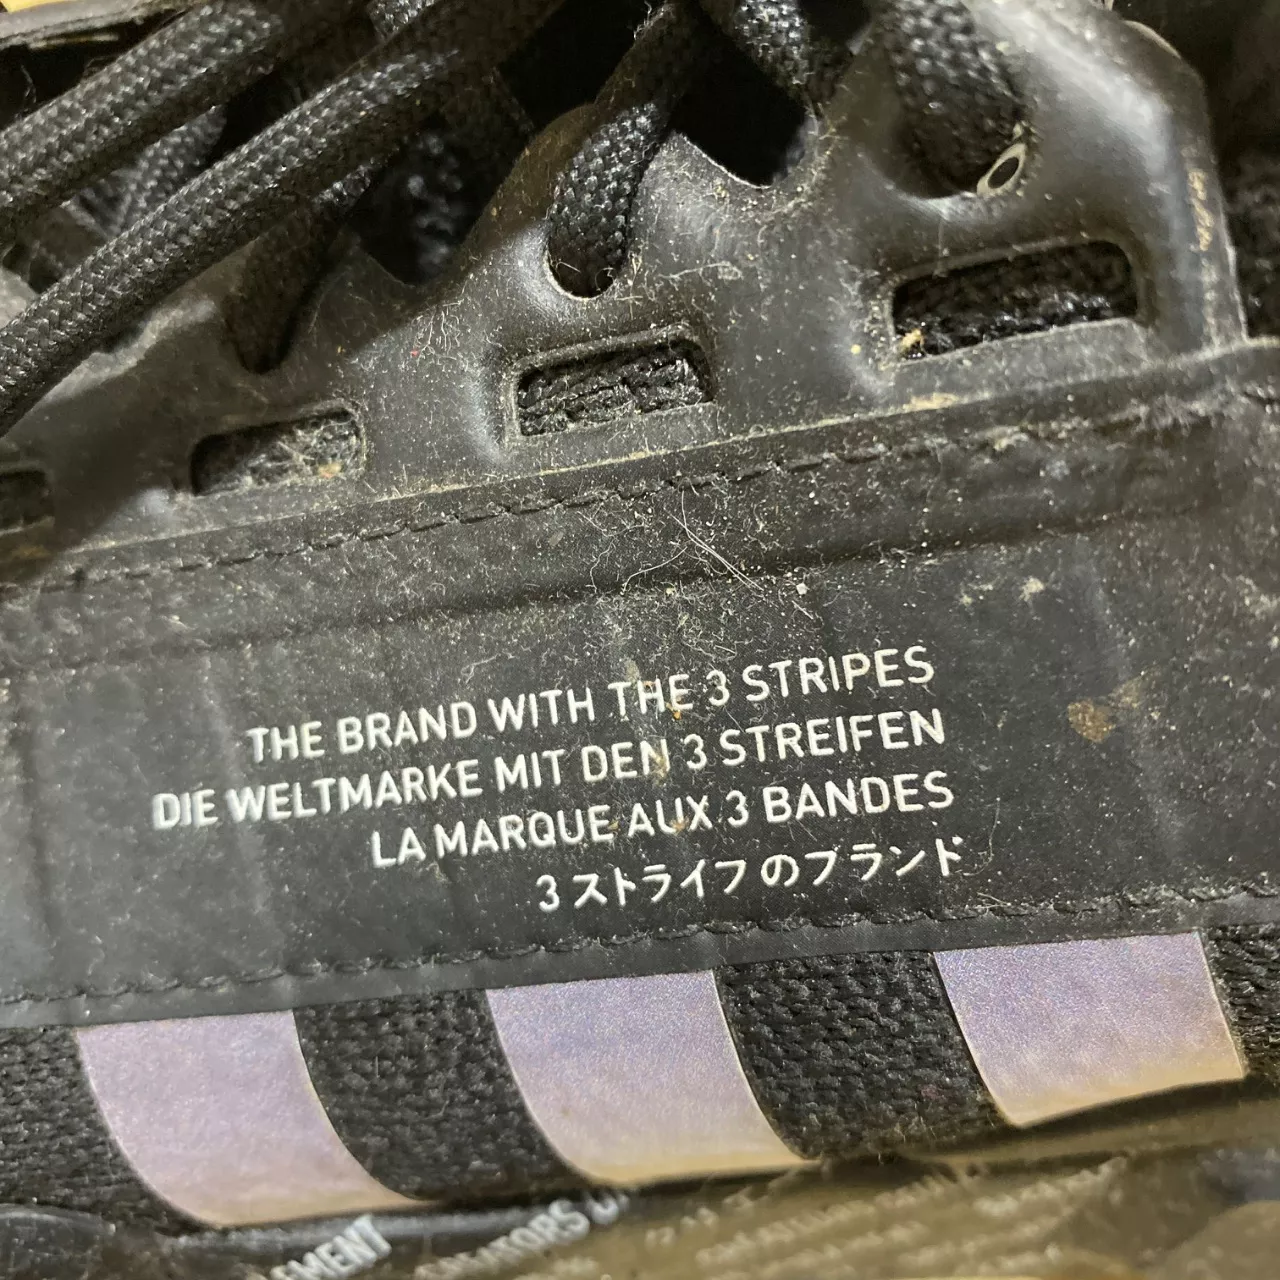 THE BRAND WITH THE 3 STRIPES
DIE WELTMARKE MIT DEN 3 STREIFEN
LA MARQUE AUX 3 BANDES
3ストライフのブランド